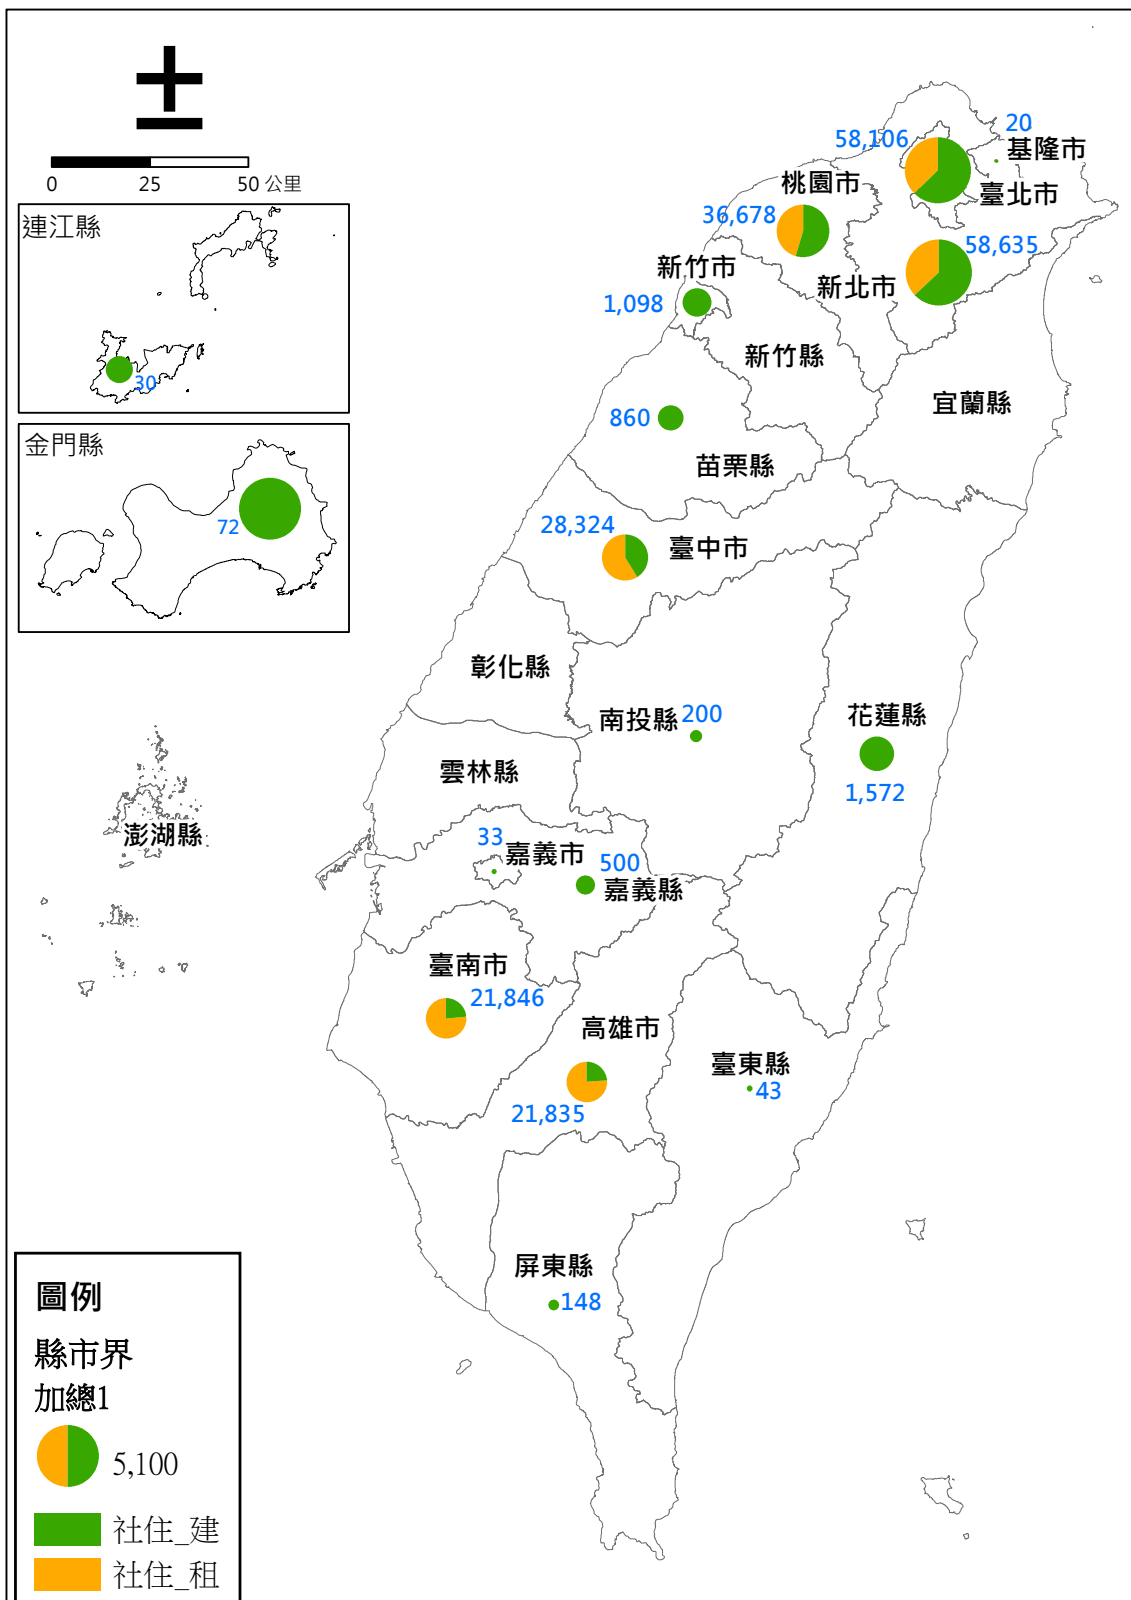 0 25 50 公里
連江縣
30
金門縣
72
20
基隆市
58,106
臺北市
桃園市
36,678
58,635
新北市
新竹市
1,098
新竹縣
宜蘭縣
860
苗栗縣
28,324
臺中市
彰化縣
南投縣
200
花蓮縣
1,572
雲林縣
澎湖縣
33
嘉義市
500
嘉義縣
臺南市
21,846
高雄市
21,835
臺東縣
43
屏東縣
148
圖例
縣市界
加總1
5,100
社住_建
社住_租